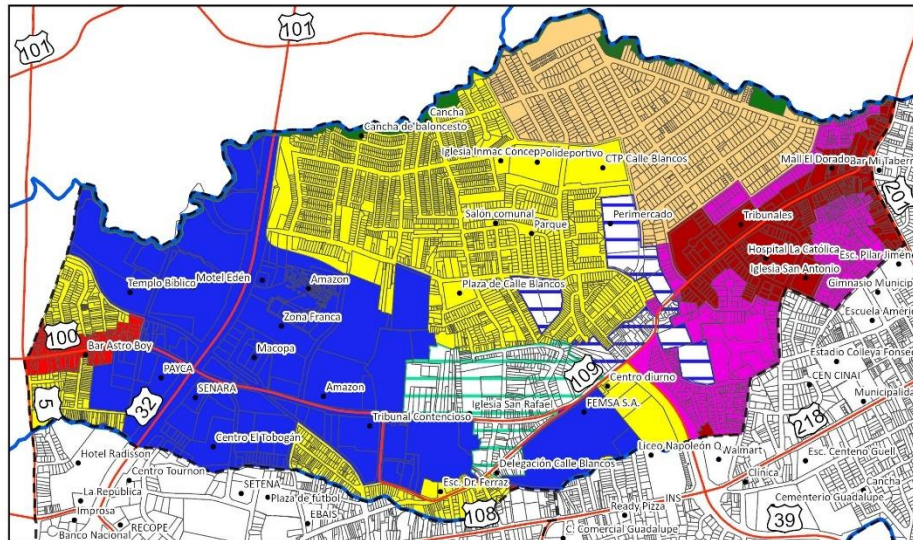 101
101
Cancha
Cancha de baloncesto
Iglesia Inmac Concep
Polideportivo
CTP Calle Blancos
Mall El Dorado
Bar Mi Tabern
201
Salón comunal
Parque
Perimercado
Tribunales
Hospital La Católica
Esc. Pilar Jiméne
Iglesia San Antonio
Gimnasio Municip
Templo Bíblico
Motel Edén
Amazon
Plaza de Calle Blancos
Zona Franca
Escuela Améric
100
Bar Astro Boy
Macopa
Estadio Colleya Fonsec
PAYCA
109
Centro diurno
CEN CINAI
5
32
SENARA
Amazon
Iglesia San Rafael
FEMSA S.A.
Municipalida
218
Tribunal Contencioso
Centro El Tobogán
Hotel Radisson
Liceo Napoleón Q
Walmart
Esc. Centeno Guell
Centro Tournon
Delegación Calle Blancos
Clínica
SETENA
Esc. Dr. Ferraz
Cancha
La República
Plaza de fútbol
INS
Cementerio Guadalupe
108
Ready Pizza
39
Improsa
RECOPE
EBAIS
Banco Nacional
C. Comercial Guadalupe